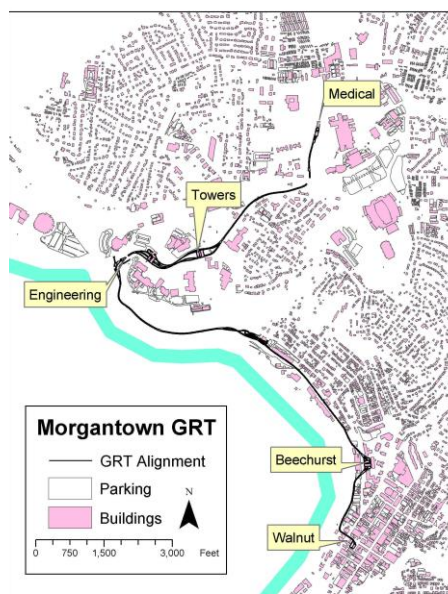 Medical
Towers
Engineering
Beechurst
Walnut
Morgantown GRT
GRT Alignment
Parking
Buildings
N
0 750 1,500 3,000 Feet